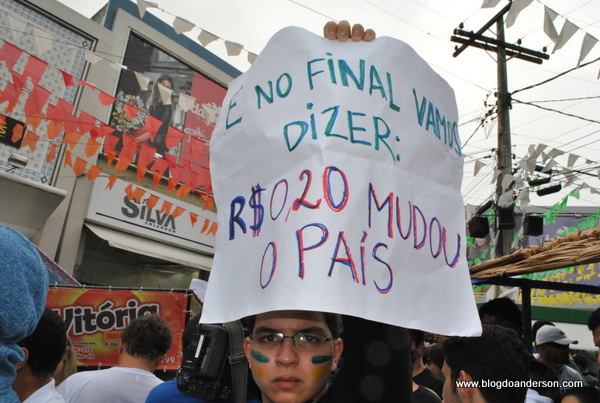 E NO FINAL VAMOS
DIZER:
R$ 0,20 MUDOU
O PAÍS
SILVA
Vitória
www.blogdoanderson.com